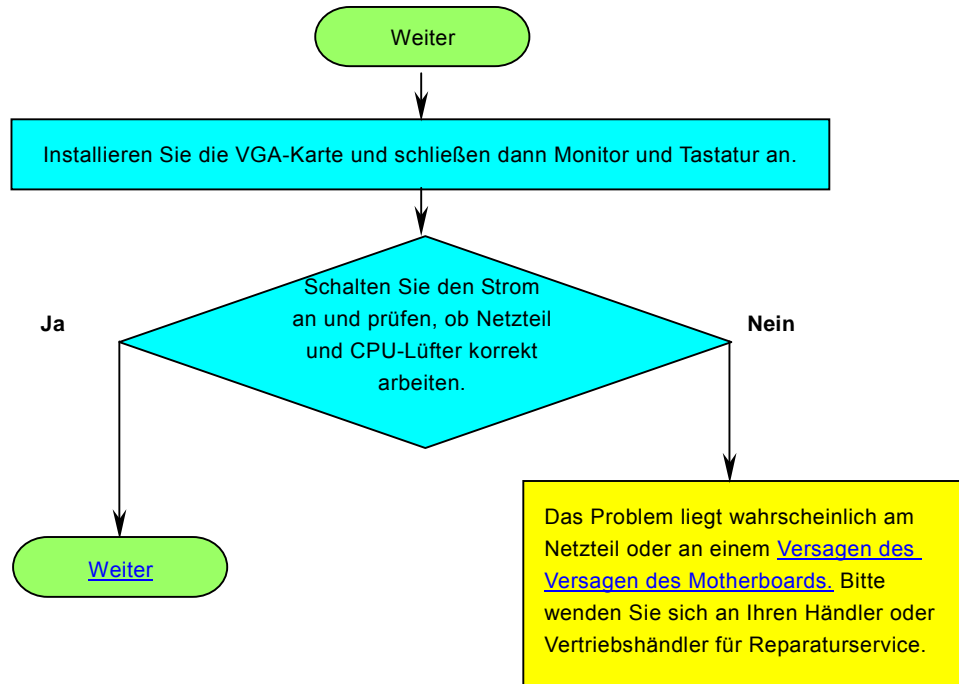 Weiter
Installieren Sie die VGA-Karte und schließen dann Monitor und Tastatur an.
Schalten Sie den Strom
an und prüfen, ob Netzteil
und CPU-Lüfter korrekt
arbeiten.
Ja
Nein
Weiter
Das Problem liegt wahrscheinlich am
Netzteil oder an einem Versagen des
Versagen des Motherboards. Bitte
wenden Sie sich an Ihren Händler oder
Vertriebshändler für Reparaturservice.